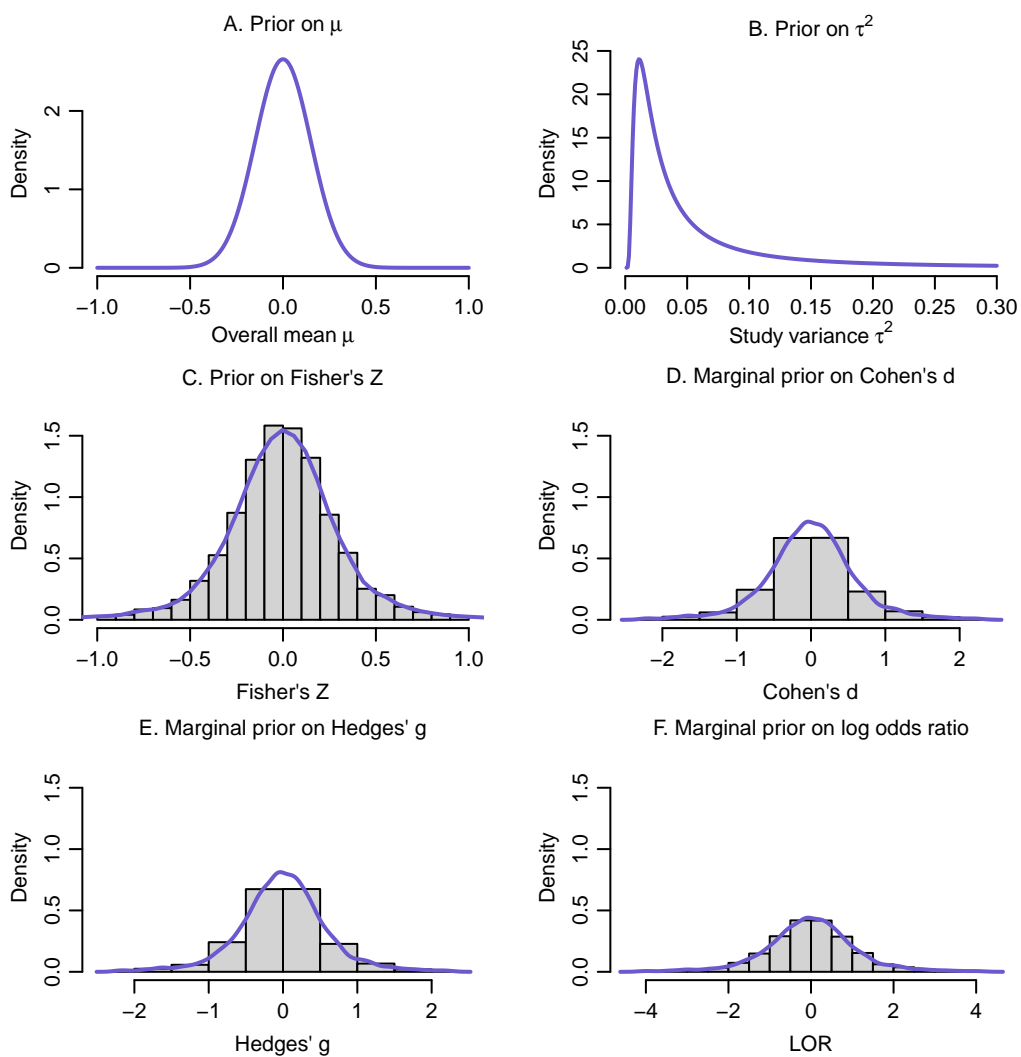 A. Prior on μ
Density
0 1 2
−1.0 −0.5 0.0 0.5 1.0
Overall mean μ
B. Prior on τ²
Density
0 5 10 15 20 25
0.00 0.05 0.10 0.15 0.20 0.25 0.30
Study variance τ²
C. Prior on Fisher's Z
Density
0.0 0.5 1.0 1.5
−1.0 −0.5 0.0 0.5 1.0
Fisher's Z
D. Marginal prior on Cohen's d
Density
0.0 0.5 1.0 1.5
−2 −1 0 1 2
Cohen's d
E. Marginal prior on Hedges' g
Density
0.0 0.5 1.0 1.5
−2 −1 0 1 2
Hedges' g
F. Marginal prior on log odds ratio
Density
0.0 0.5 1.0 1.5
−4 −2 0 2 4
LOR